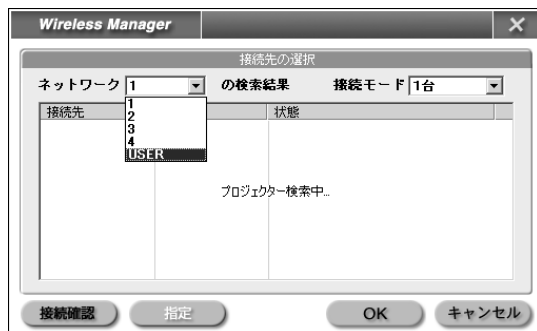 Wireless Manager
接続先の選択
ネットワーク 1 の検索結果 接続モード 1台
接続先 状態
1
2
3
4
USER
プロジェクター検索中...
接続確認 指定 OK キャンセル